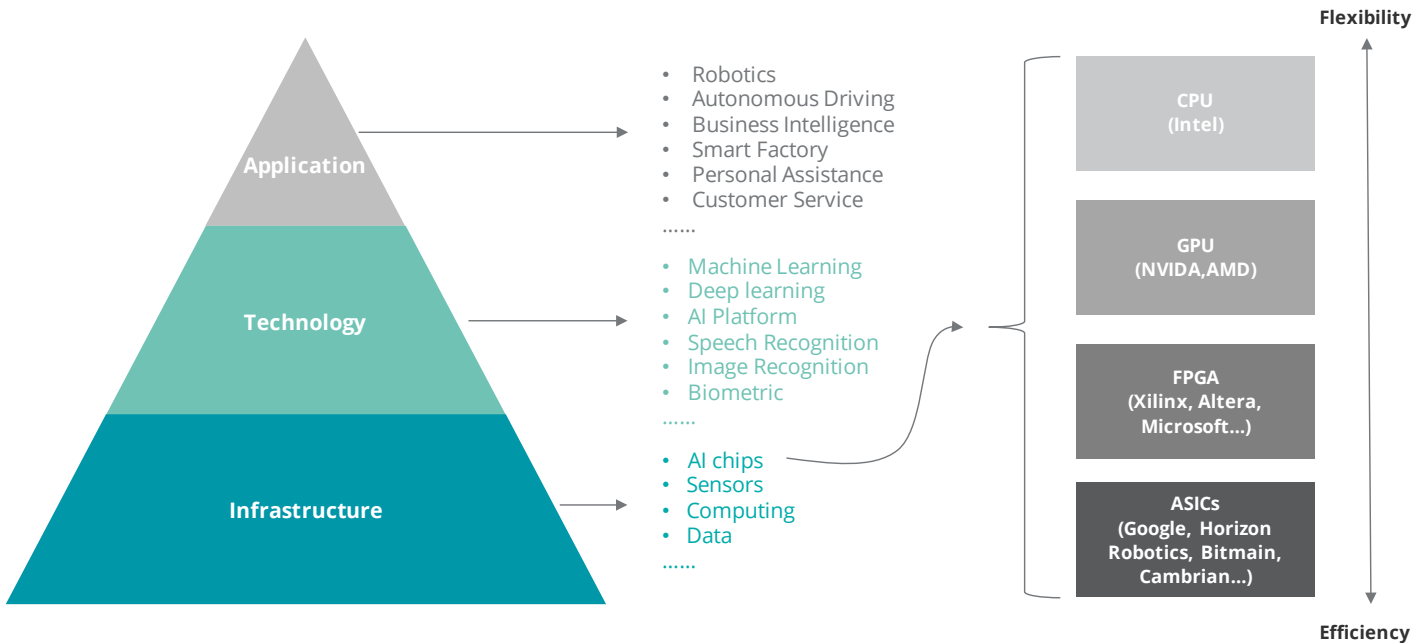 Application
Technology
Infrastructure
• Robotics
• Autonomous Driving
• Business Intelligence
• Smart Factory
• Personal Assistance
• Customer Service
......
• Machine Learning
• Deep learning
• AI Platform
• Speech Recognition
• Image Recognition
• Biometric
......
• AI chips
• Sensors
• Computing
• Data
......
Flexibility
CPU
(Intel)
GPU
(NVIDA,AMD)
FPGA
(Xilinx, Altera,
Microsoft...)
ASICs
(Google, Horizon
Robotics, Bitmain,
Cambrian...)
Efficiency